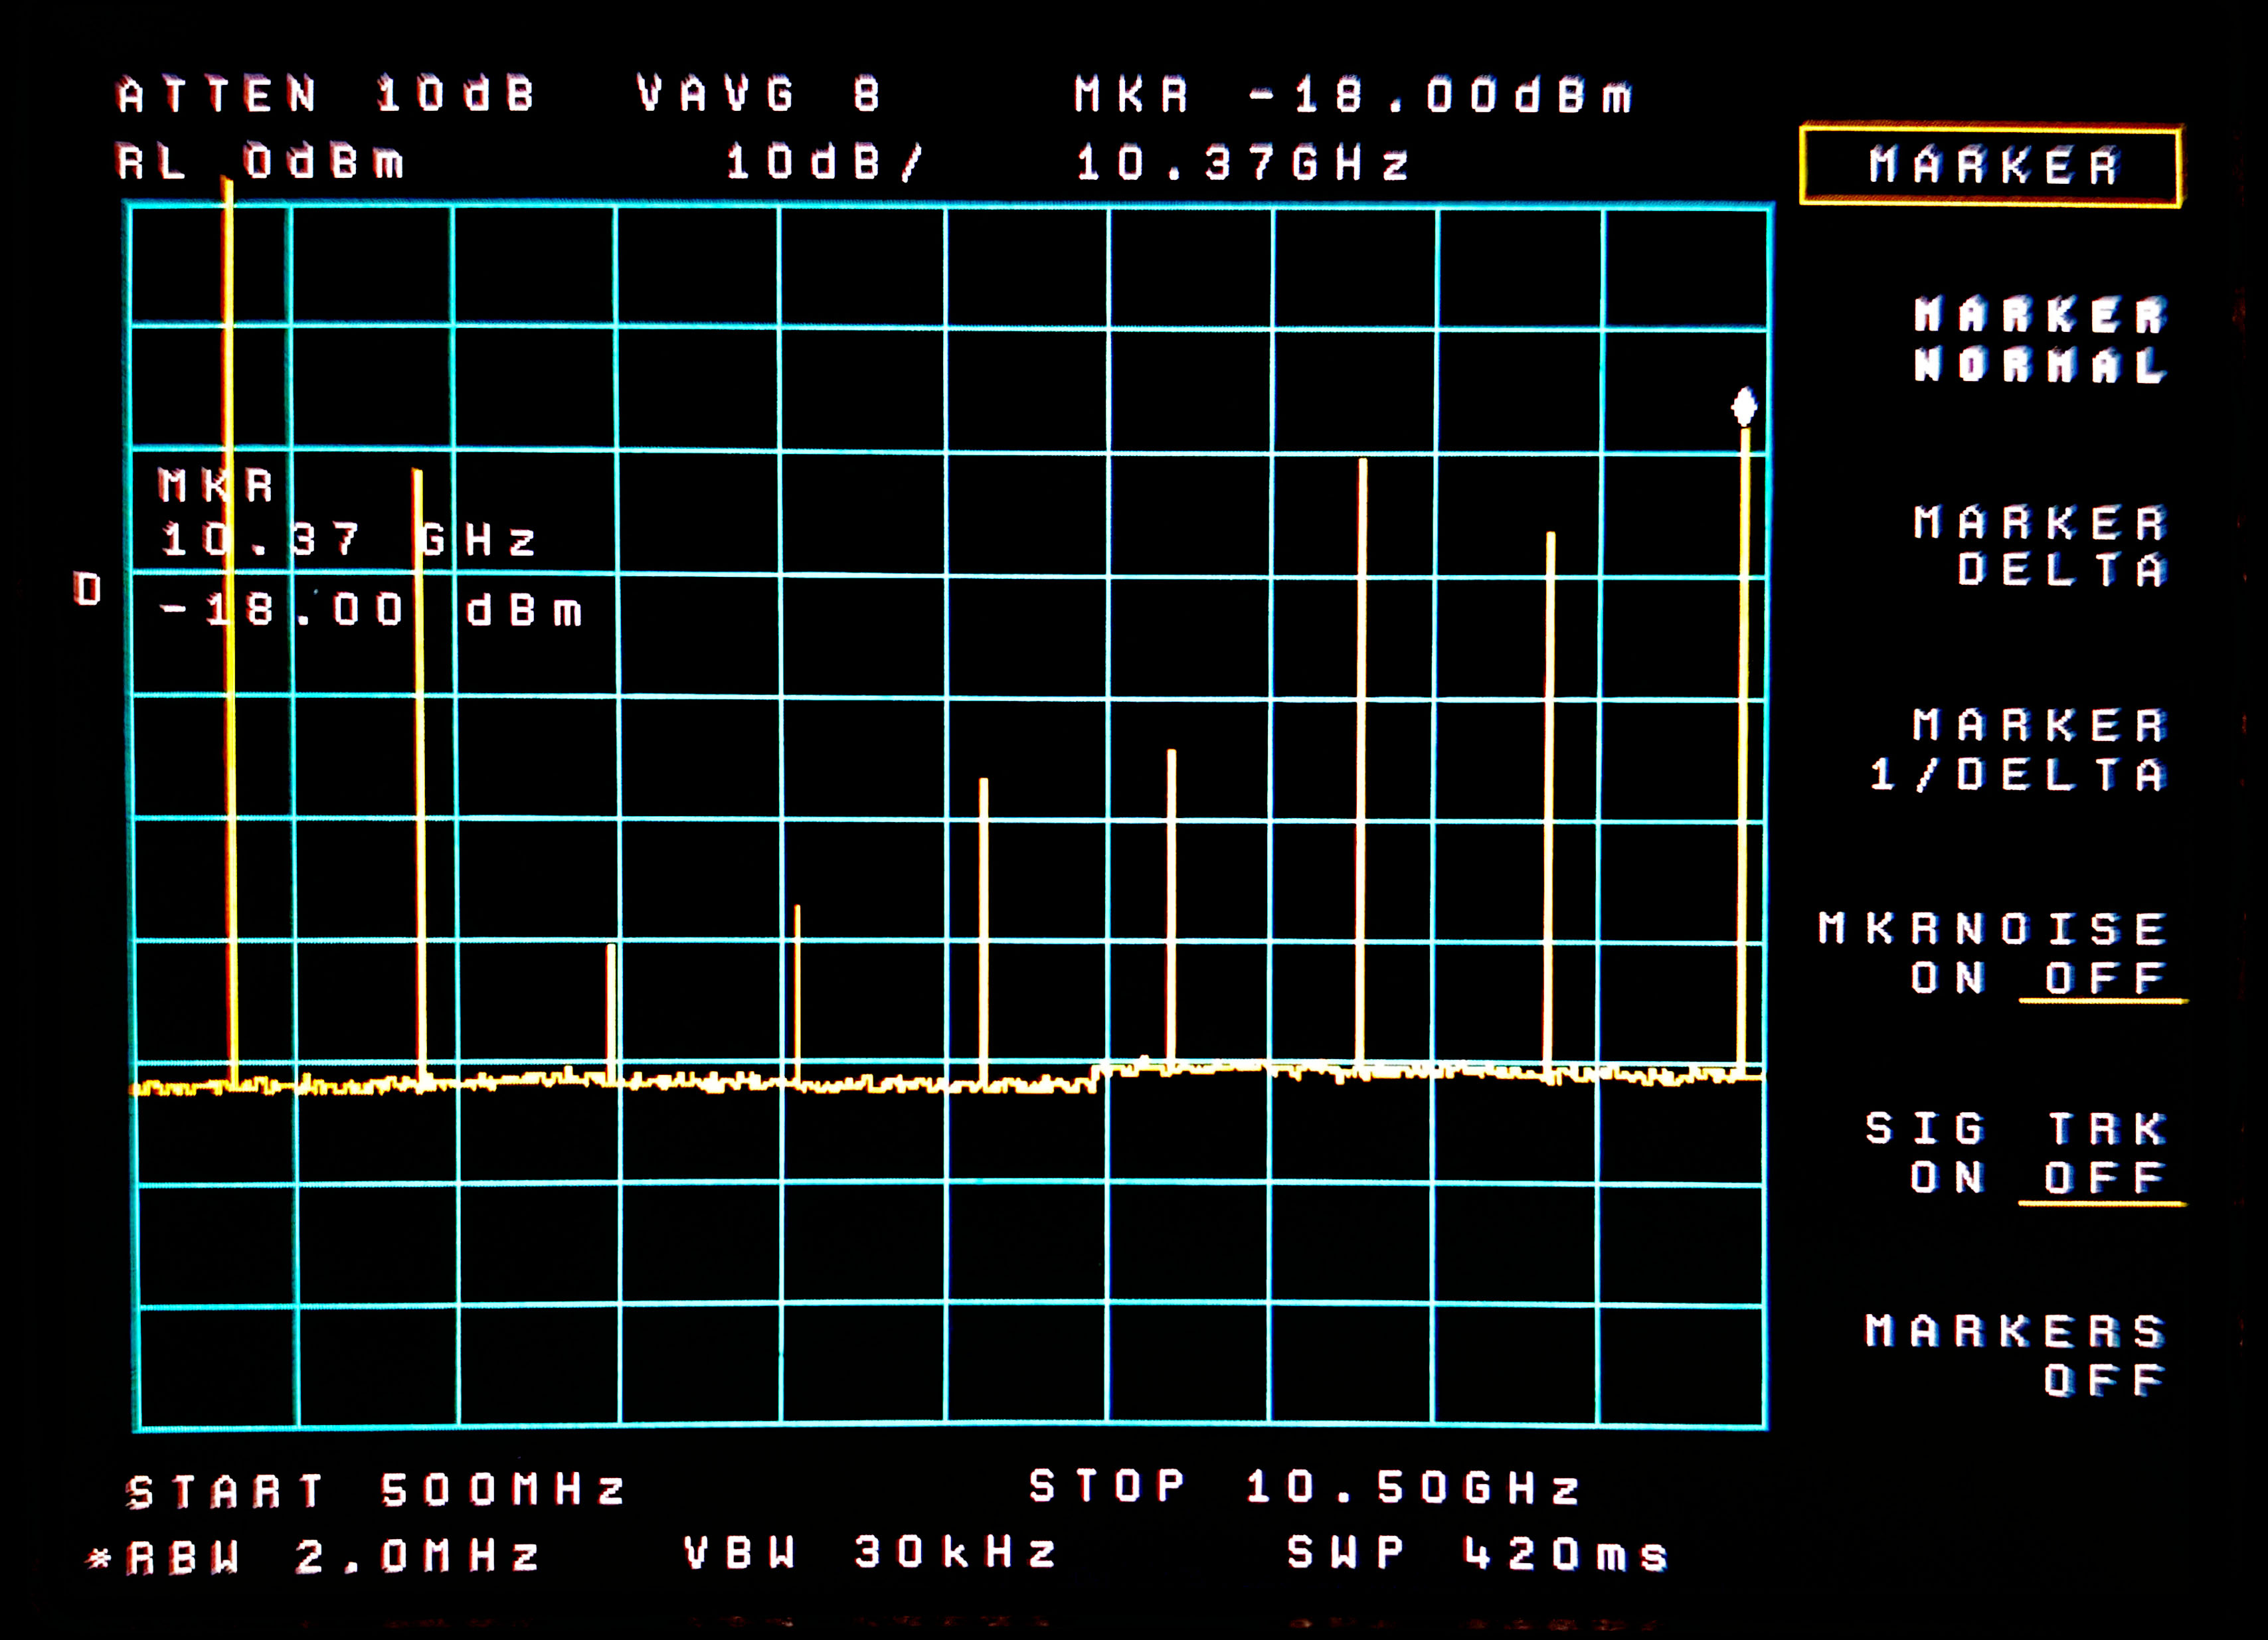 ATTEN 10dB VAVG 8 MKR -18.00dBm
RL 0dBm 10dB/ 10.37GHz
MKR
10.37 GHz
-18.00 dBm
D
START 500MHz STOP 10.50GHz
*RBW 2.0MHz VBW 30kHz SWP 420ms
MARKER
MARKER
NORMAL
MARKER
DELTA
MARKER
1/DELTA
MKRNOISE
ON OFF
SIG TRK
ON OFF
MARKERS
OFF